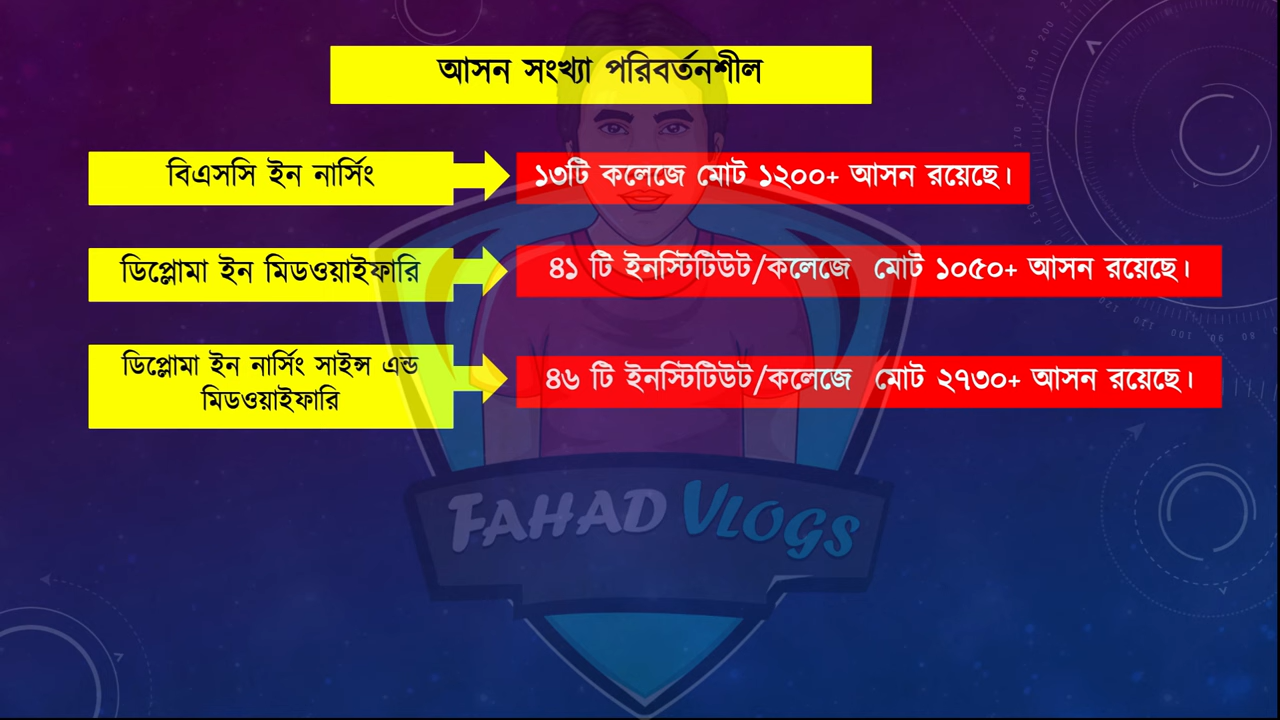 আসন সংখ্যা পরিবর্তনশীল
বিএসসি ইন নার্সিং
১৩টি কলেজে মোট ১২০০+ আসন রয়েছে।
ডিপ্লোমা ইন মিডওয়াইফারি
৪১ টি ইনস্টিটিউট/কলেজে মোট ১০৫০+ আসন রয়েছে।
ডিপ্লোমা ইন নার্সিং সাইন্স এন্ড
মিডওয়াইফারি
৪৬ টি ইনস্টিটিউট/কলেজে মোট ২৭৩০+ আসন রয়েছে।
FAHAD VLOGS